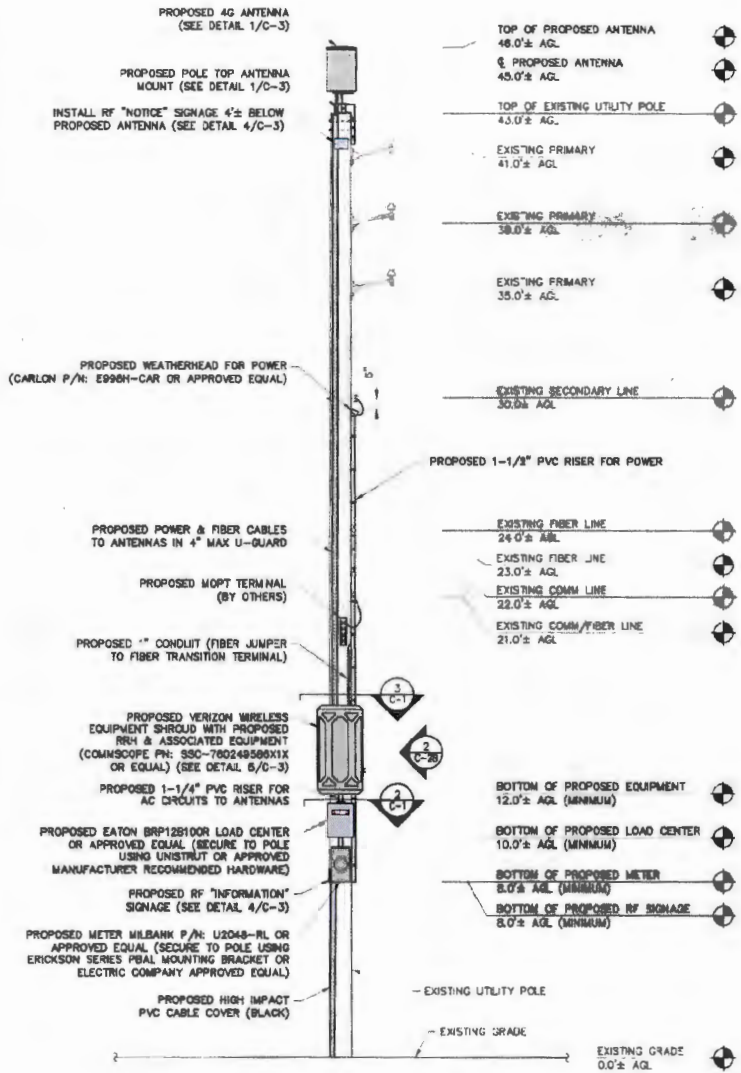 PROPOSED 4G ANTENNA
(SEE DETAIL 1/C-3)
PROPOSED POLE TOP ANTENNA
MOUNT (SEE DETAIL 1/C-3)
INSTALL RF "NOTICE" SIGNAGE 4'± BELOW
PROPOSED ANTENNA (SEE DETAIL 4/C-3)
PROPOSED WEATHERHEAD FOR POWER
(CARLON P/N: E998H-CAR OR APPROVED EQUAL)
PROPOSED POWER & FIBER CABLES
TO ANTENNAS IN 4" MAX U-GUARD
PROPOSED MOPT TERMINAL
(BY OTHERS)
PROPOSED CONDUIT (FIBER JUMPER
TO FIBER TRANSITION TERMINAL)
PROPOSED VERIZON WIRELESS
EQUIPMENT SHROUD WITH PROPOSED
RRH & ASSOCIATED EQUIPMENT
(COMMSCOPE PN: SSC-760249586X1X
OR EQUAL) (SEE DETAIL 6/C-3)
PROPOSED 1-1/4" PVC RISER FOR
AC CIRCUITS TO ANTENNAS
PROPOSED EATON BRP12B100R LOAD CENTER
OR APPROVED EQUAL (SECURE TO POLE
USING UNISTRUT OR APPROVED
MANUFACTURER RECOMMENDED HARDWARE)
PROPOSED RF "INFORMATION"
SIGNAGE (SEE DETAIL 4/C-3)
PROPOSED METER MILBANK P/N: U2048-RL OR
APPROVED EQUAL (SECURE TO POLE USING
ERICKSON SERIES PBAL MOUNTING BRACKET OR
ELECTRIC COMPANY APPROVED EQUAL)
PROPOSED HIGH IMPACT
PVC CABLE COVER (BLACK)
PROPOSED 1-1/2" PVC RISER FOR POWER
3
C-1
2
C-2B
2
C-1
EXISTING UTILITY POLE
EXISTING GRADE
TOP OF PROPOSED ANTENNA
46.0'± AGL
℄ PROPOSED ANTENNA
45.0'± AGL
TOP OF EXISTING UTILITY POLE
43.0'± AGL
EXISTING PRIMARY
41.0'± AGL
EXISTING PRIMARY
38.0'± AGL
EXISTING PRIMARY
35.0'± AGL
EXISTING SECONDARY LINE
30.0± AGL
EXISTING FIBER LINE
24.0'± AGL
EXISTING FIBER LINE
23.0'± AGL
EXISTING COMM LINE
22.0'± AGL
EXISTING COMM/FIBER LINE
21.0'± AGL
BOTTOM OF PROPOSED EQUIPMENT
12.0'± AGL (MINIMUM)
BOTTOM OF PROPOSED LOAD CENTER
10.0'± AGL (MINIMUM)
BOTTOM OF PROPOSED METER
8.0'± AGL (MINIMUM)
BOTTOM OF PROPOSED RF SIGNAGE
8.0'± AGL (MINIMUM)
EXISTING GRADE
0.0'± AGL